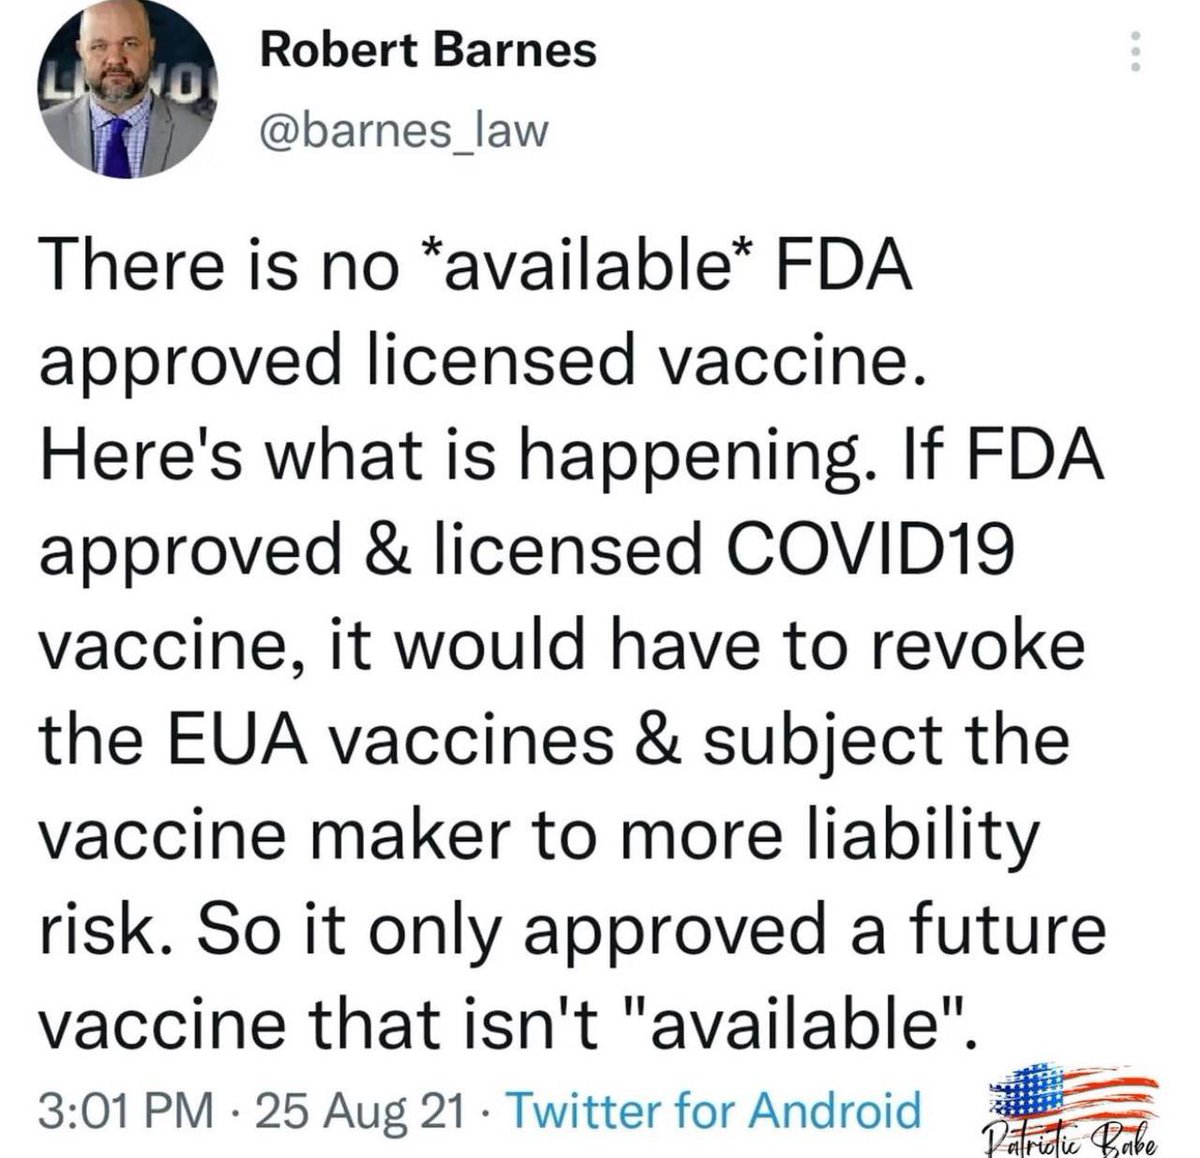 Robert Barnes
@barnes_law
There is no *available* FDA
approved licensed vaccine.
Here's what is happening. If FDA
approved & licensed COVID19
vaccine, it would have to revoke
the EUA vaccines & subject the
vaccine maker to more liability
risk. So it only approved a future
vaccine that isn't "available".
3:01 PM · 25 Aug 21 · Twitter for Android
Patriotic Babe